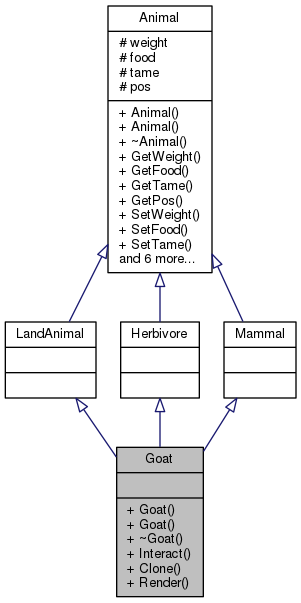 Animal
# weight
# food
# tame
# pos
+ Animal()
+ Animal()
+ ~Animal()
+ GetWeight()
+ GetFood()
+ GetTame()
+ GetPos()
+ SetWeight()
+ SetFood()
+ SetTame()
and 6 more...
LandAnimal
Herbivore
Mammal
Goat
+ Goat()
+ Goat()
+ ~Goat()
+ Interact()
+ Clone()
+ Render()